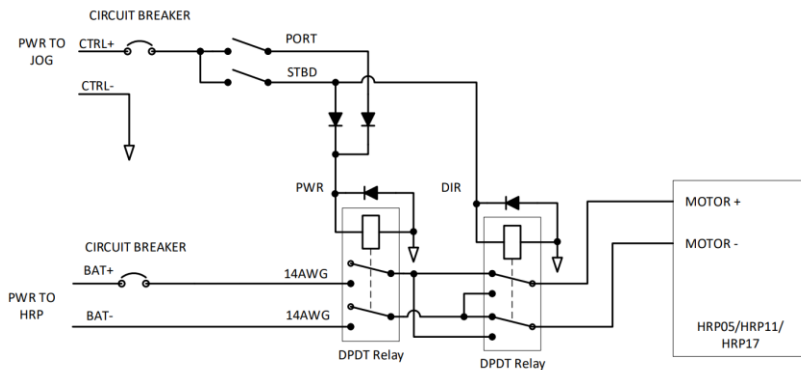 CIRCUIT BREAKER
PWR TO
JOG
CTRL+
PORT
STBD
CTRL-
PWR
DIR
MOTOR +
MOTOR -
CIRCUIT BREAKER
BAT+
14AWG
PWR TO
HRP
BAT-
14AWG
HRP05/HRP11/
HRP17
DPDT Relay
DPDT Relay